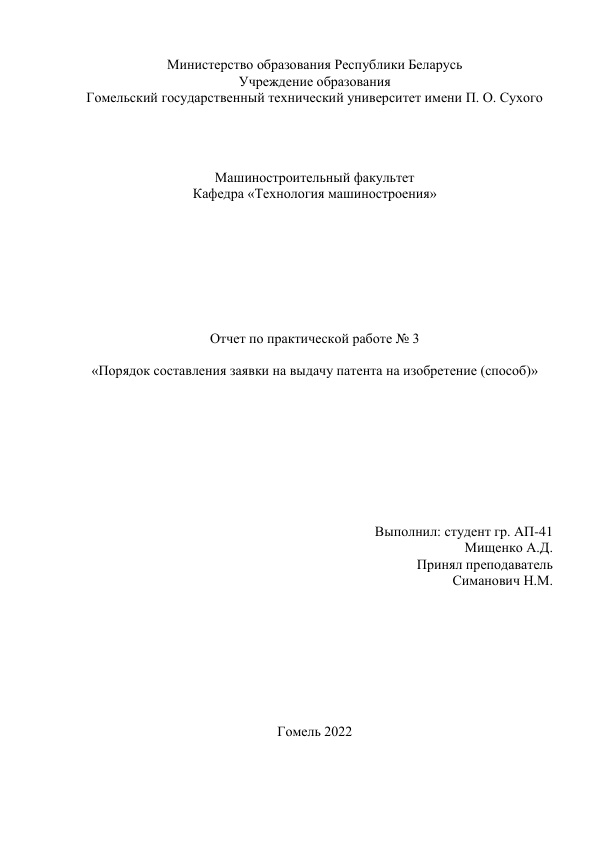 Министерство образования Республики Беларусь
Учреждение образования
Гомельский государственный технический университет имени П. О. Сухого
Машиностроительный факультет
Кафедра «Технология машиностроения»
Отчет по практической работе № 3
«Порядок составления заявки на выдачу патента на изобретение (способ)»
Выполнил: студент гр. АП-41
Мищенко А.Д.
Принял преподаватель
Симанович Н.М.
Гомель 2022